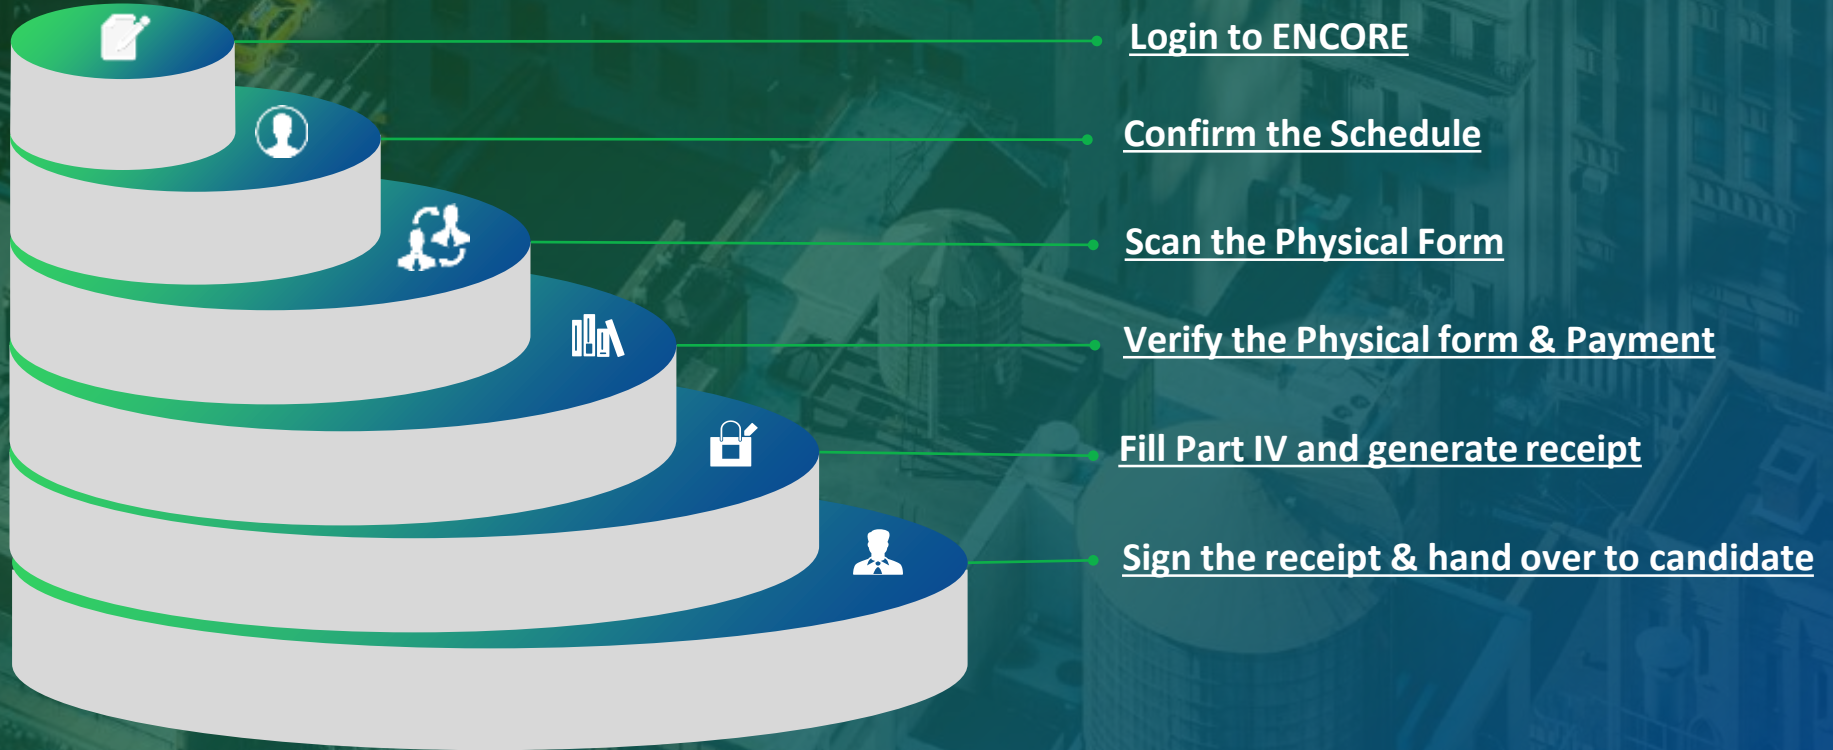 Login to ENCORE
Confirm the Schedule
Scan the Physical Form
Verify the Physical form & Payment
Fill Part IV and generate receipt
Sign the receipt & hand over to candidate